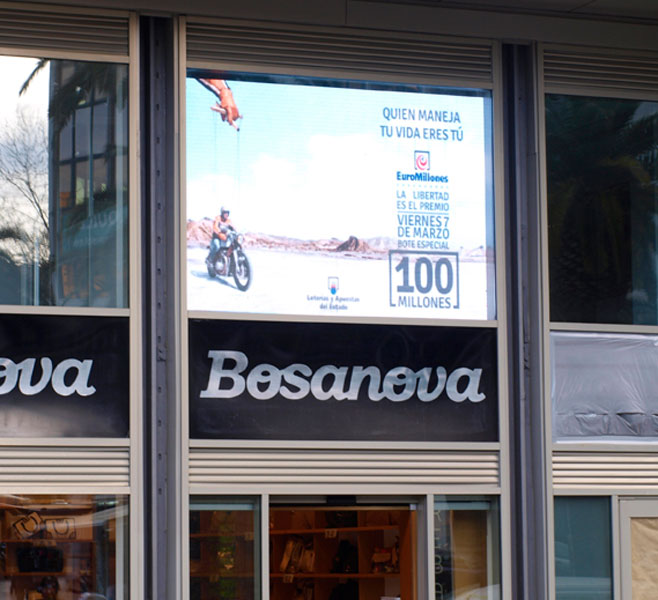 QUIEN MANEJA
TU VIDA ERES TÚ
EuroMillones
LA LIBERTAD
ES EL PREMIO
VIERNES 7
DE MARZO
BOTE ESPECIAL
100
MILLONES
Loterías y Apuestas
del Estado
ova
Bosanova